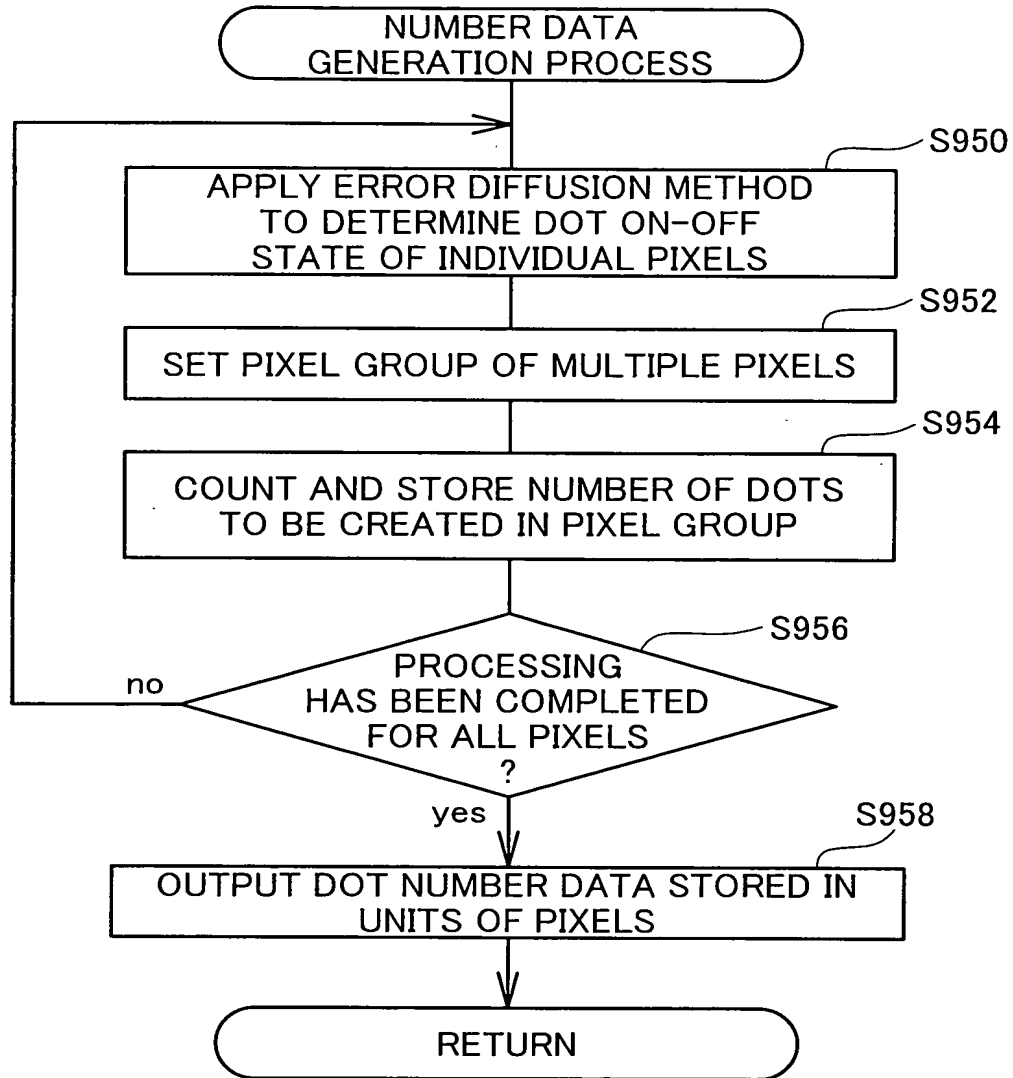 NUMBER DATA
GENERATION PROCESS
S950
APPLY ERROR DIFFUSION METHOD
TO DETERMINE DOT ON-OFF
STATE OF INDIVIDUAL PIXELS
S952
SET PIXEL GROUP OF MULTIPLE PIXELS
S954
COUNT AND STORE NUMBER OF DOTS
TO BE CREATED IN PIXEL GROUP
S956
PROCESSING
HAS BEEN COMPLETED
FOR ALL PIXELS
?
no
yes
S958
OUTPUT DOT NUMBER DATA STORED IN
UNITS OF PIXELS
RETURN